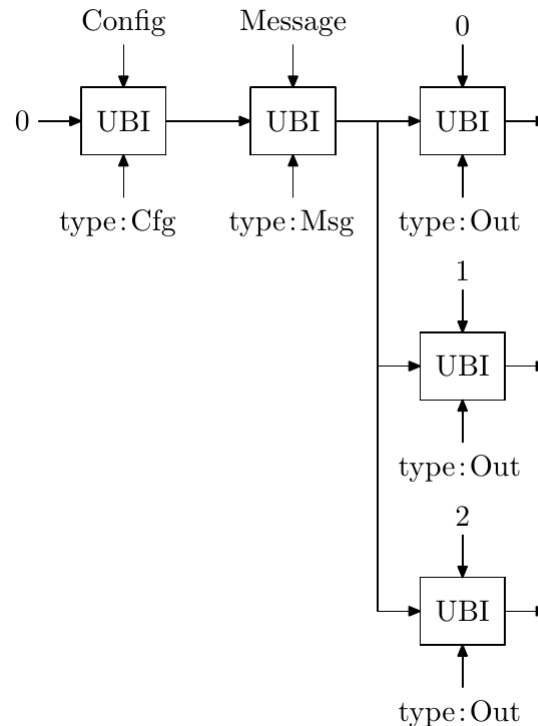 Config Message 0
0 UBI UBI UBI
type:Cfg type:Msg type:Out
1
UBI
type:Out
2
UBI
type:Out